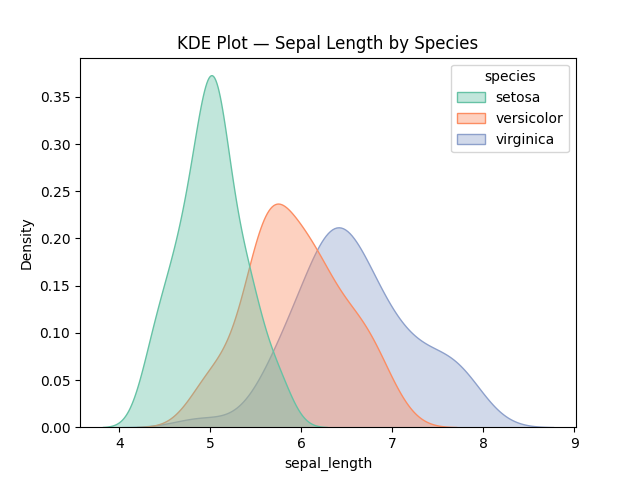 KDE Plot — Sepal Length by Species
species
setosa
versicolor
virginica
0.35
0.30
0.25
0.20
0.15
0.10
0.05
0.00
Density
4 5 6 7 8 9
sepal_length